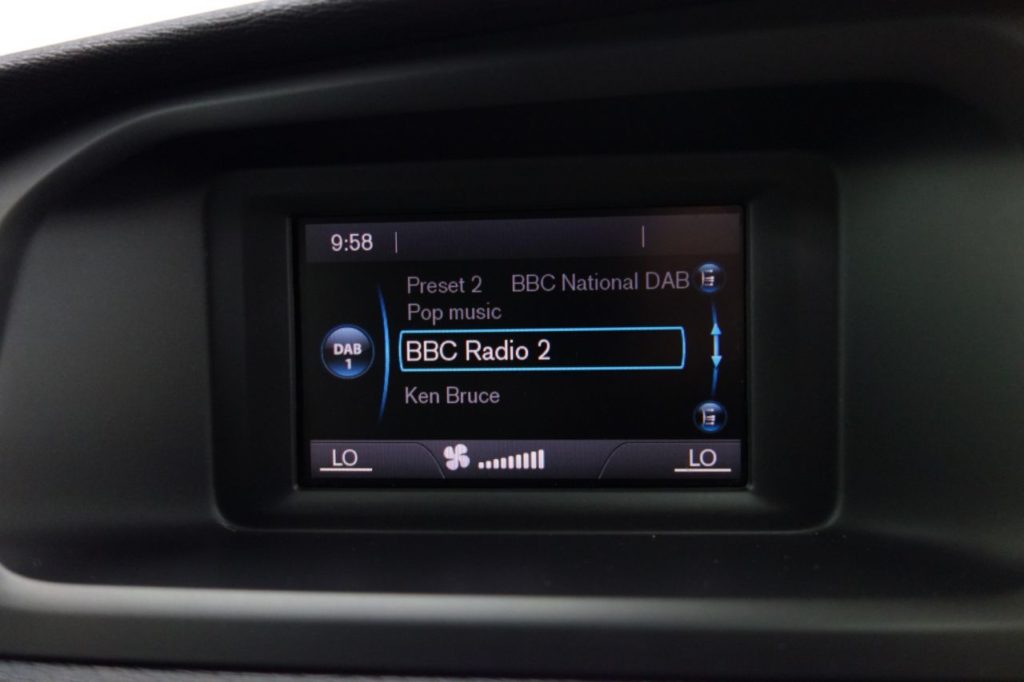 9:58
Preset 2 BBC National DAB
Pop music
DAB
1
BBC Radio 2
Ken Bruce
LO LO